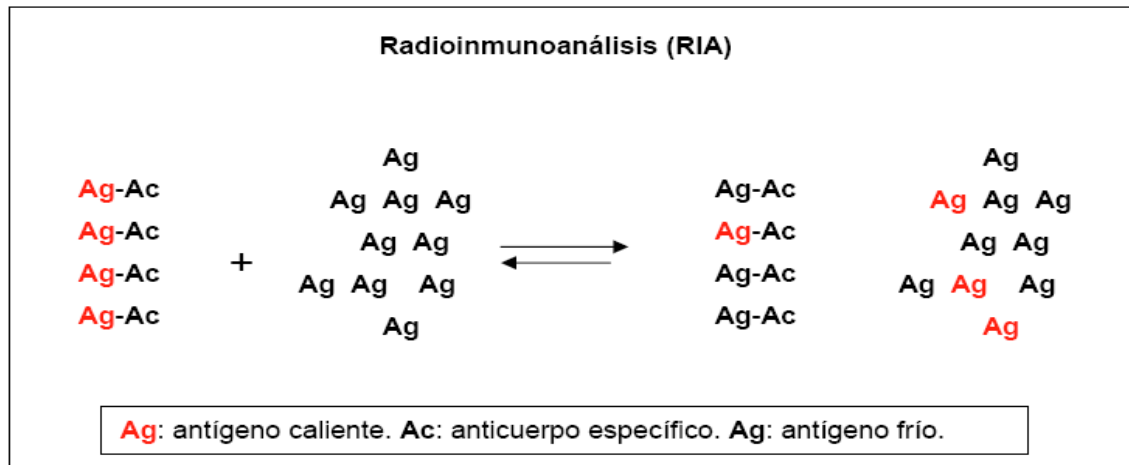 Radioinmunoanálisis (RIA)
Ag
Ag-Ac
Ag Ag Ag
Ag-Ac
Ag Ag
Ag-Ac
+
Ag Ag Ag
Ag-Ac
Ag
Ag
Ag-Ac
Ag Ag Ag
Ag-Ac
Ag Ag
Ag-Ac
Ag Ag Ag
Ag-Ac
Ag
Ag: antígeno caliente. Ac: anticuerpo específico. Ag: antígeno frío.